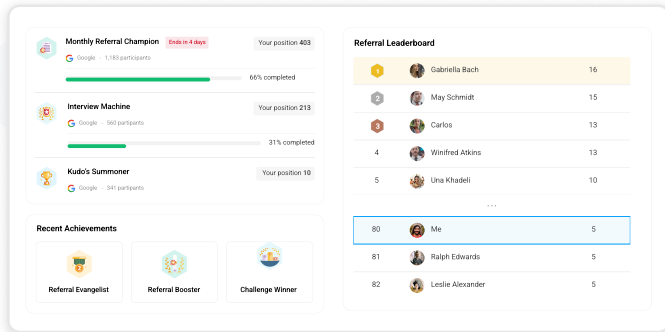 Monthly Referral Champion Ends in 4 days Your position 403
Google · 1,183 participants
66% completed
Interview Machine Your position 213
Google · 560 partipants
31% completed
Kudo's Summoner Your position 10
Google · 341 partipants
Recent Achievements
Referral Evangelist Referral Booster Challenge Winner
Referral Leaderboard
1 Gabriella Bach 16
2 May Schmidt 15
3 Carlos 13
4 Winifred Atkins 13
5 Una Khadeli 10
...
80 Me 5
81 Ralph Edwards 5
82 Leslie Alexander 5